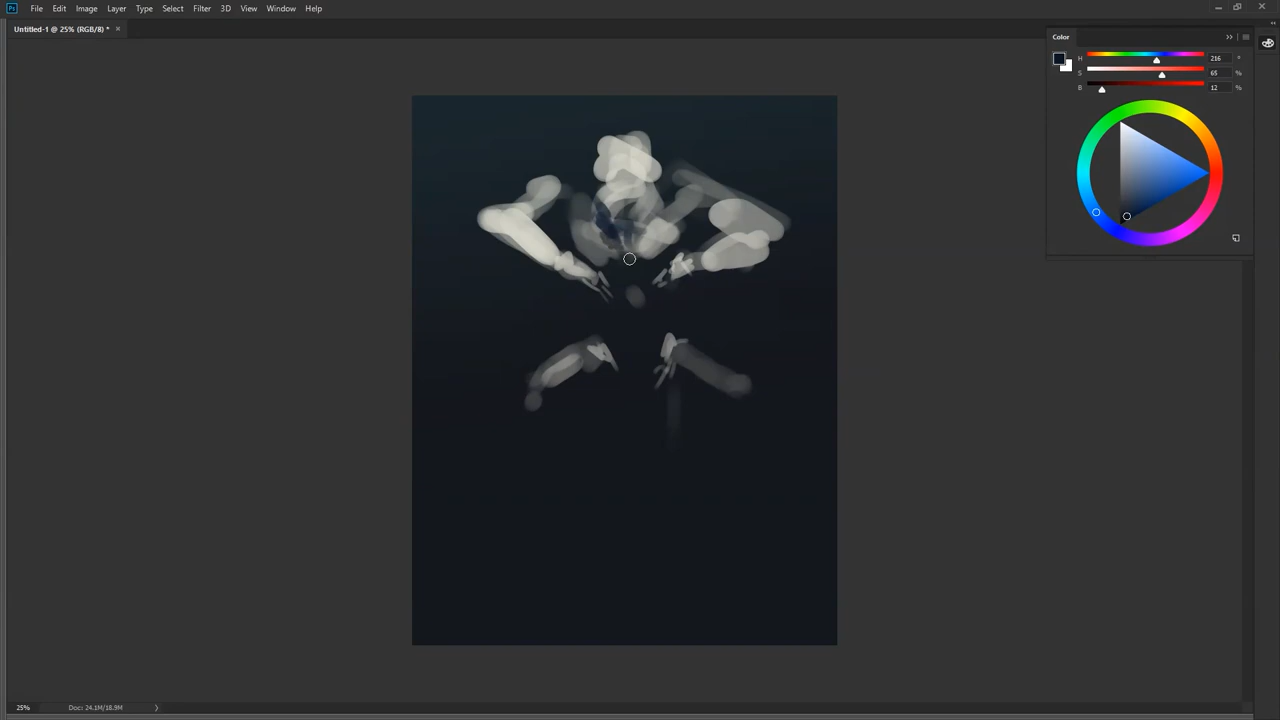 Ps File Edit Image Layer Type Select Filter 3D View Window Help
Untitled-1 @ 25% (RGB/8) * ×
Color
H 216 °
S 65 %
B 12 %
25% Doc: 24.1M/18.9M